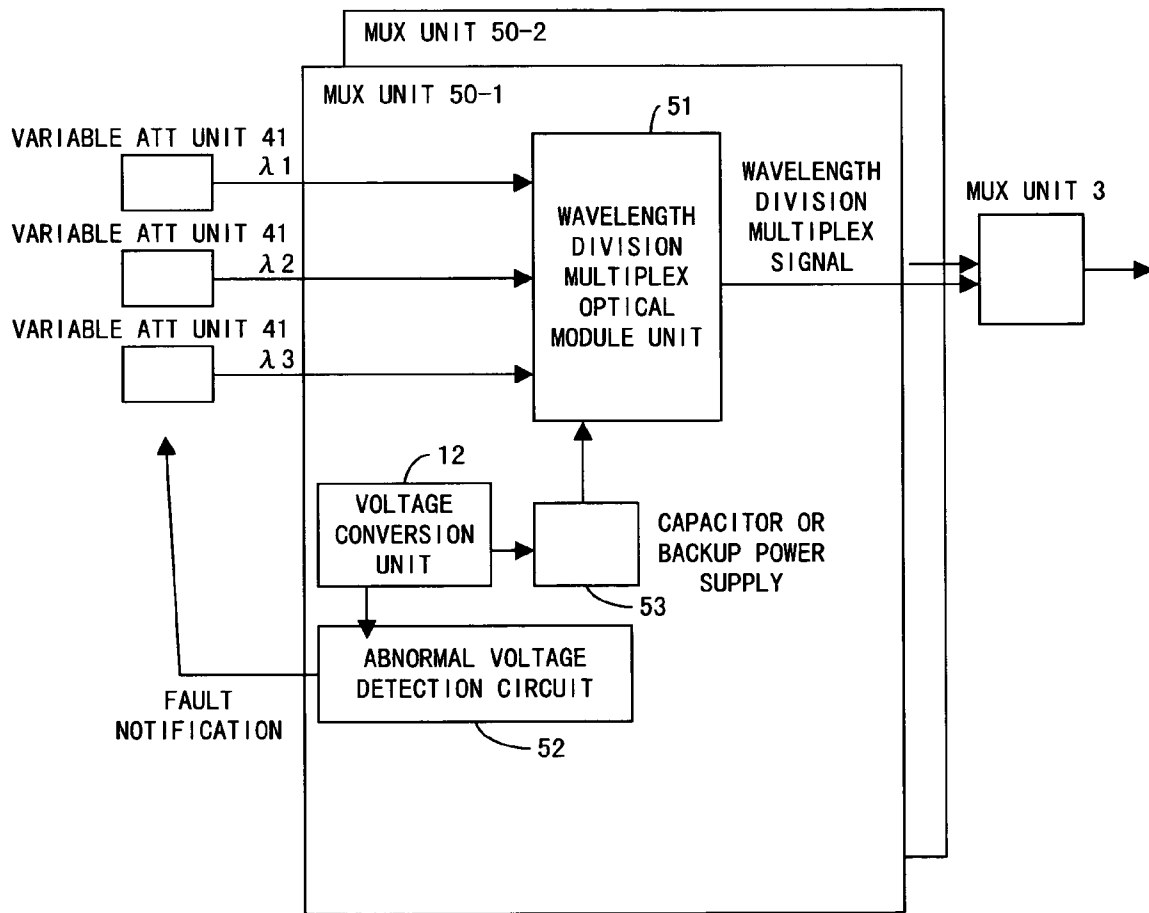 MUX UNIT 50-2
MUX UNIT 50-1
51
VARIABLE ATT UNIT 41
λ1
VARIABLE ATT UNIT 41
λ2
VARIABLE ATT UNIT 41
λ3
WAVELENGTH
DIVISION
MULTIPLEX
OPTICAL
MODULE UNIT
WAVELENGTH
DIVISION
MULTIPLEX
SIGNAL
MUX UNIT 3
12
VOLTAGE
CONVERSION
UNIT
CAPACITOR OR
BACKUP POWER
SUPPLY
53
ABNORMAL VOLTAGE
DETECTION CIRCUIT
52
FAULT
NOTIFICATION